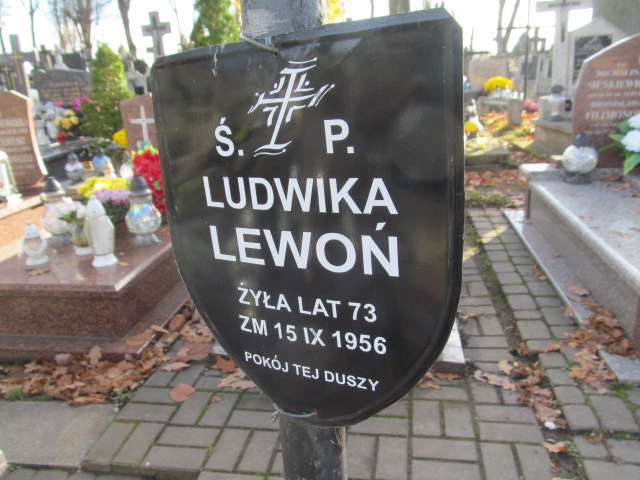 Ś. P.
LUDWIKA
LEWOŃ
ŻYŁA LAT 73
ZM 15 IX 1956
POKÓJ TEJ DUSZY